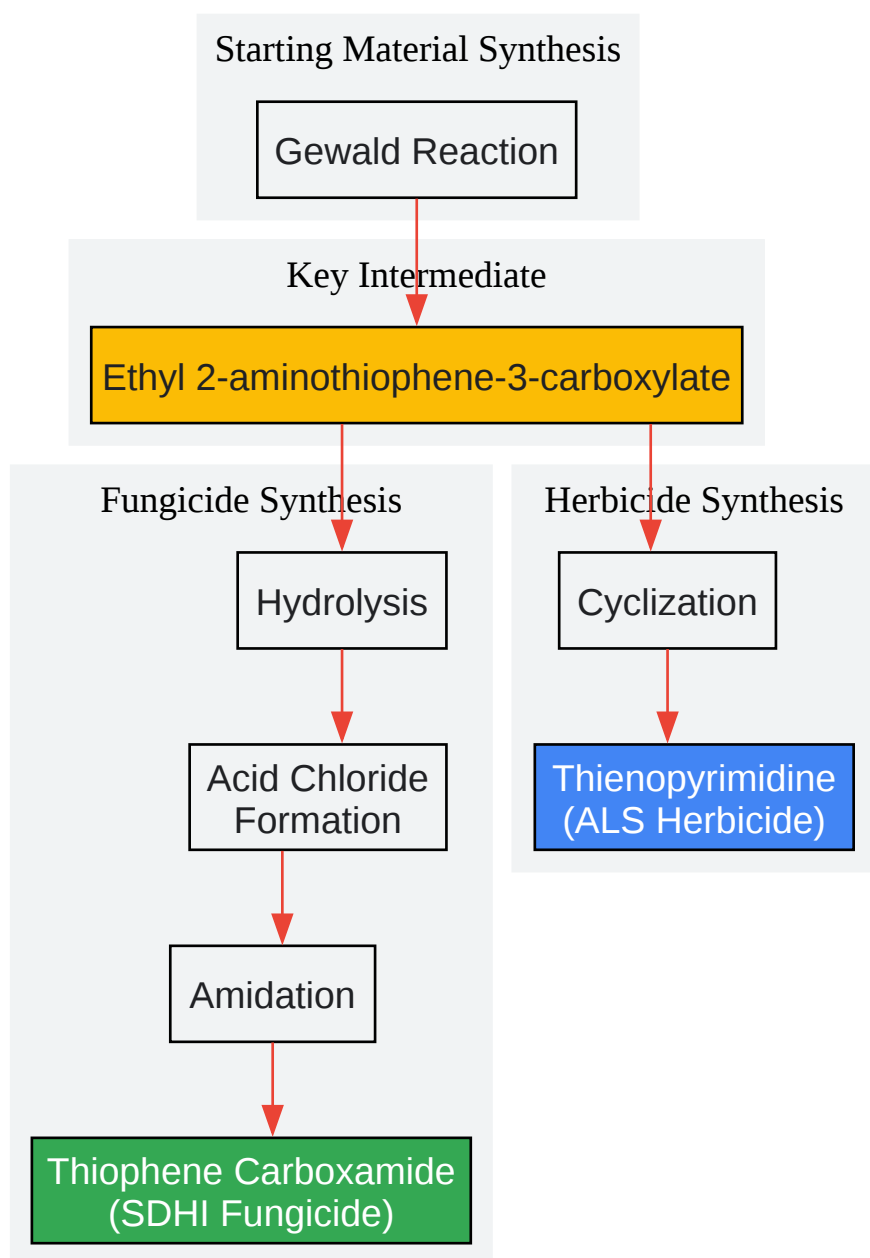 Starting Material Synthesis
Gewald Reaction
Key Intermediate
Ethyl 2-aminothiophene-3-carboxylate
Fungicide Synthesis
Hydrolysis
Acid Chloride
Formation
Amidation
Thiophene Carboxamide
(SDHI Fungicide)
Herbicide Synthesis
Cyclization
Thienopyrimidine
(ALS Herbicide)